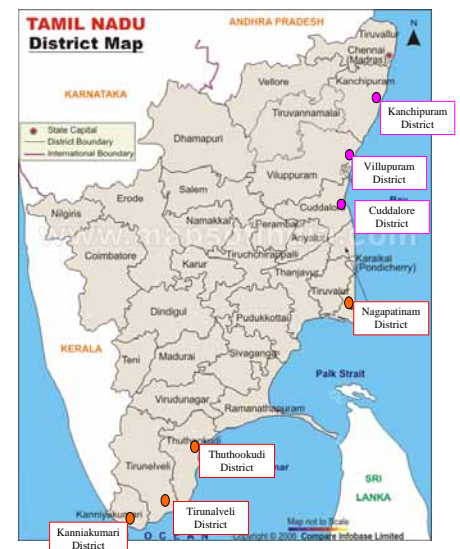 TAMIL NADU
District Map
ANDHRA PRADESH
N
Tiruvallur
Chennai
(Madras)
Kanchipuram
Vellore
KARNATAKA
Tiruvannamalai
Kanchipuram
District
State Capital
District Boundary
International Boundary
Dharmapuri
Villuppuram
Villupuram
District
Salem
Erode
Cuddalore
Cuddalore
District
Nilgiris
Namakkal
Perambalur
Ariyalur
Coimbatore
Karur
Tiruchchirappalli
Karaikal
(Pondicherry)
Thanjavur
Tiruvalur
Nagapatinam
District
Dindigul
Pudukkottai
KERALA
Theni
Madurai
Sivaganga
Palk Strait
Virudunagar
Ramanathapuram
Thuthookudi
Thuthookudi
District
Tirunelveli
SRI
LANKA
Tirunalveli
District
Kanniyakumari
Kanniakumari
District
Map not to Scale
Copyright © 2006 Compare Infobase Limited